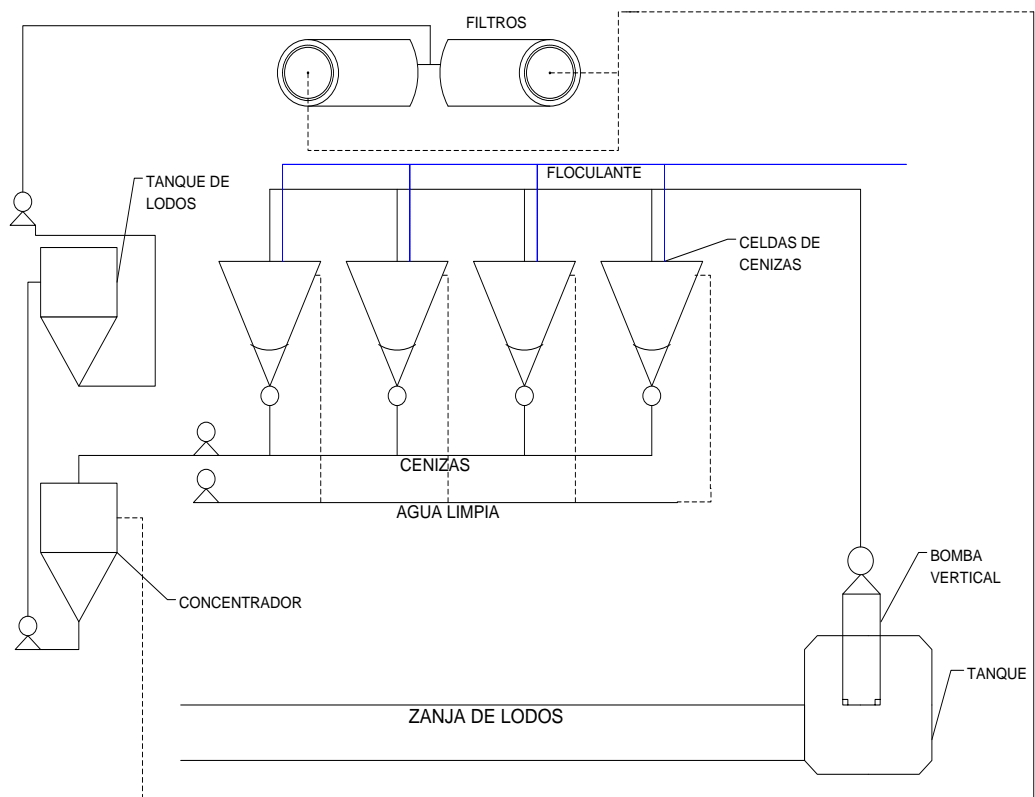 FILTROS
TANQUE DE
LODOS
FLOCULANTE
CELDAS DE
CENIZAS
CENIZAS
AGUA LIMPIA
CONCENTRADOR
BOMBA
VERTICAL
TANQUE
ZANJA DE LODOS